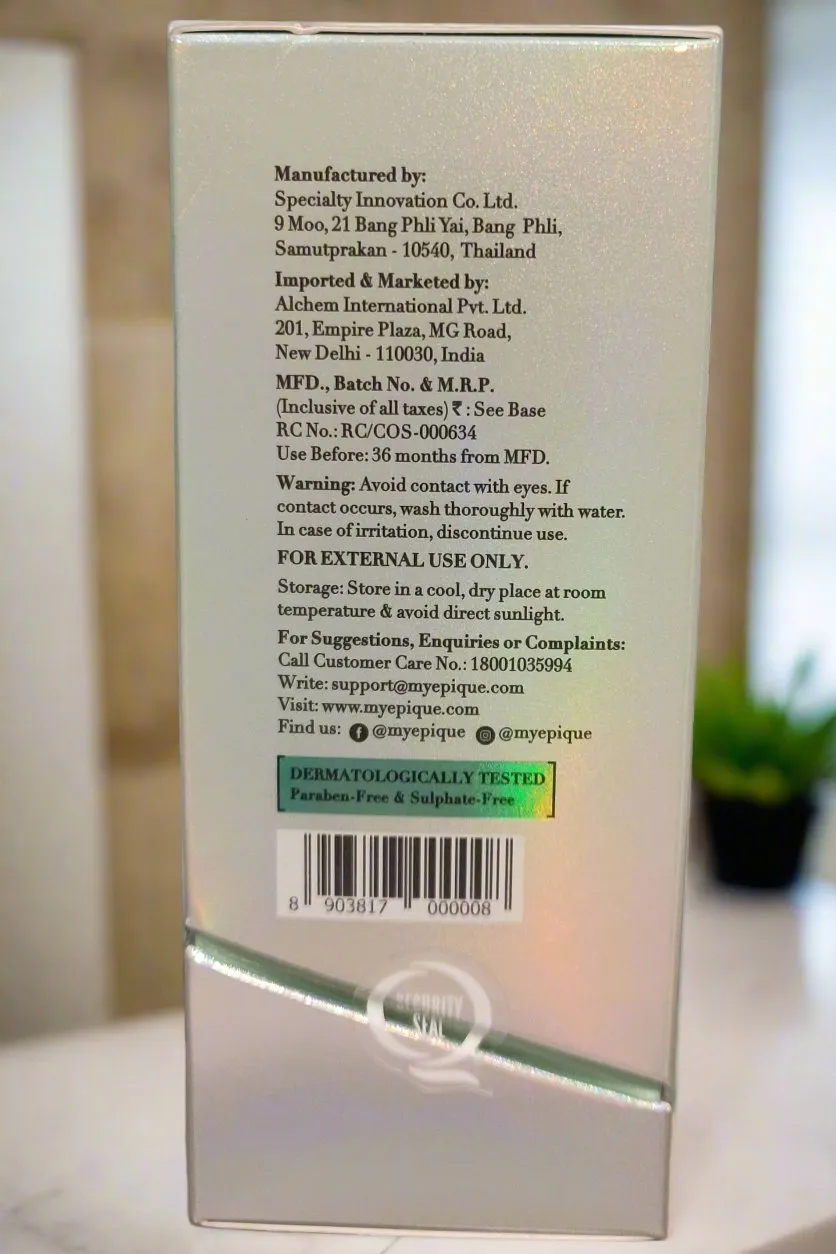 Manufactured by:
Specialty Innovation Co. Ltd.
9 Moo, 21 Bang Phli Yai, Bang Phli,
Samutprakan - 10540, Thailand
Imported & Marketed by:
Alchem International Pvt. Ltd.
201, Empire Plaza, MG Road,
New Delhi - 110030, India
MFD., Batch No. & M.R.P.
(Inclusive of all taxes) ₹ : See Base
RC No.: RC/COS-000634
Use Before: 36 months from MFD.
Warning: Avoid contact with eyes. If
contact occurs, wash thoroughly with water.
In case of irritation, discontinue use.
FOR EXTERNAL USE ONLY.
Storage: Store in a cool, dry place at room
temperature & avoid direct sunlight.
For Suggestions, Enquiries or Complaints:
Call Customer Care No.: 18001035994
Write: support@myepique.com
Visit: www.myepique.com
Find us: @myepique @myepique
DERMATOLOGICALLY TESTED
Paraben-Free & Sulphate-Free
8 903817 000008
SECURITY
SEAL